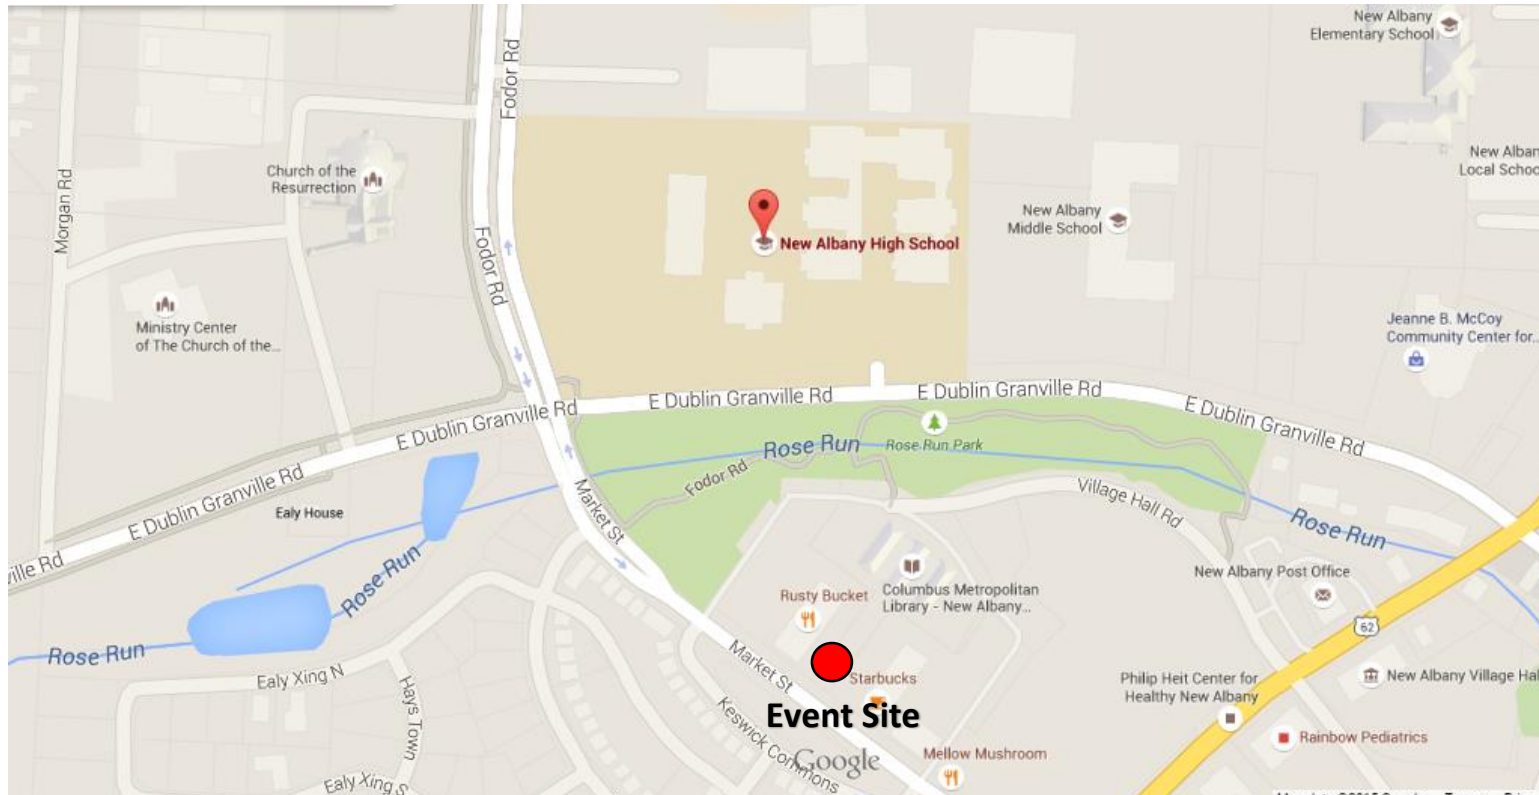 New Albany
Elementary School
Fodor Rd
Morgan Rd
Church of the
Resurrection
New Alban
Local Schoo
New Albany
Middle School
New Albany High School
Fodor Rd
Ministry Center
of The Church of the...
Jeanne B. McCoy
Community Center for...
E Dublin Granville Rd
E Dublin Granville Rd
E Dublin Granville Rd
E Dublin Granville Rd
E Dublin Granville Rd
ville Rd
Rose Run
Rose Run Park
Fodor Rd
Village Hall Rd
Market St
Ealy House
Rose Run
Rose Run
Rose Run
New Albany Post Office
Rusty Bucket
Columbus Metropolitan
Library - New Albany...
62
Market St
Starbucks
Ealy Xing N
Hays Town
Philip Heit Center for
Healthy New Albany
New Albany Village Hal
Event Site
Keswick Commons
Rainbow Pediatrics
Google
Mellow Mushroom
Ealy Xing S